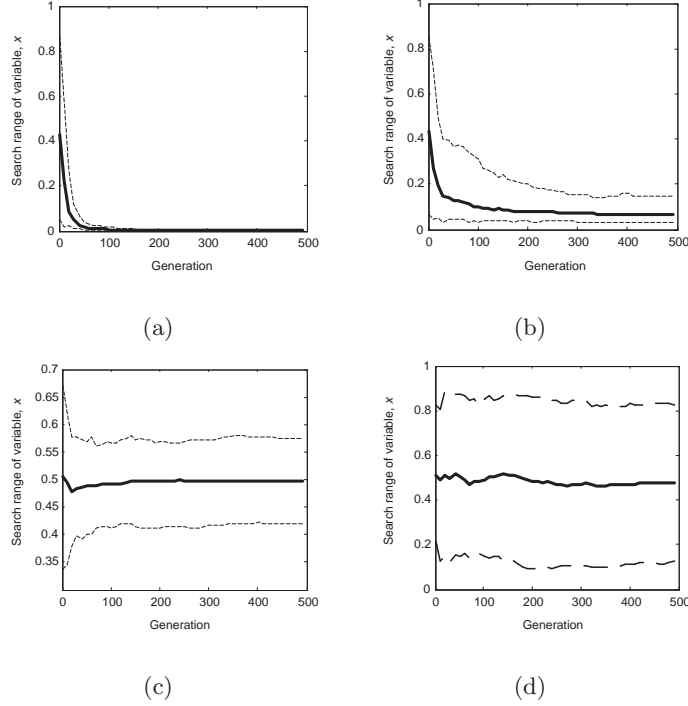 1
0.8
0.6
0.4
0.2
0
0 100 200 300 400 500
Search range of variable, x
Generation
(a)
1
0.8
0.6
0.4
0.2
0
0 100 200 300 400 500
Search range of variable, x
Generation
(b)
0.7
0.65
0.6
0.55
0.5
0.45
0.4
0.35
0 100 200 300 400 500
Search range of variable, x
Generation
(c)
1
0.8
0.6
0.4
0.2
0
0 100 200 300 400 500
Search range of variable, x
Generation
(d)